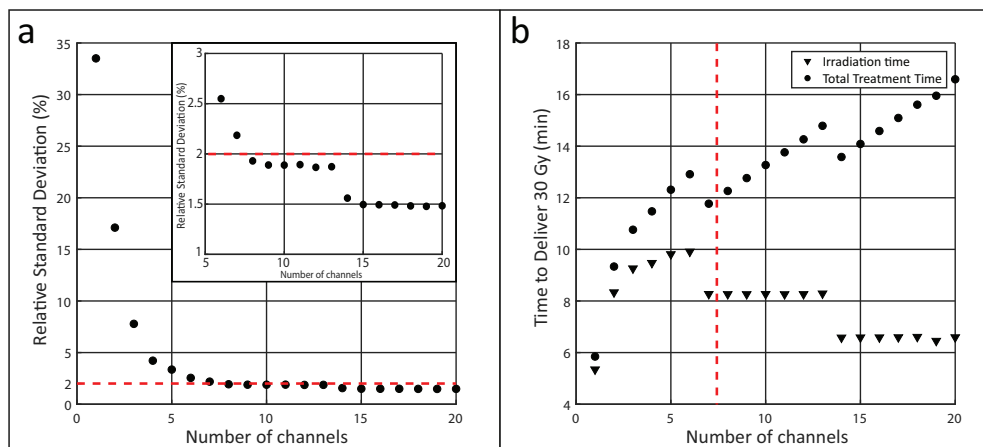 a
35
30
25
20
15
10
5
2
0
0 5 10 15 20
Relative Standard Deviation (%)
Number of channels
3
2.5
2
1.5
1
5 10 15 20
Relative Standard Deviation (%)
Number of channels
b
18
16
14
12
10
8
6
4
0 5 10 15 20
Time to Deliver 30 Gy (min)
Number of channels
Irradiation time
Total Treatment Time